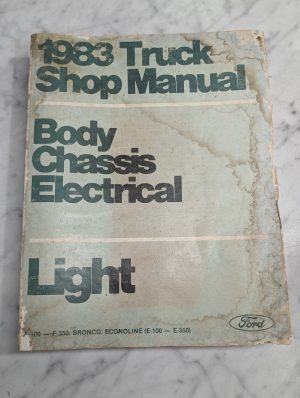 1983 Truck
Shop Manual
Body
Chassis
Electrical
Light
F-100 — F-350, BRONCO, ECONOLINE (E-100 — E-350)
Ford